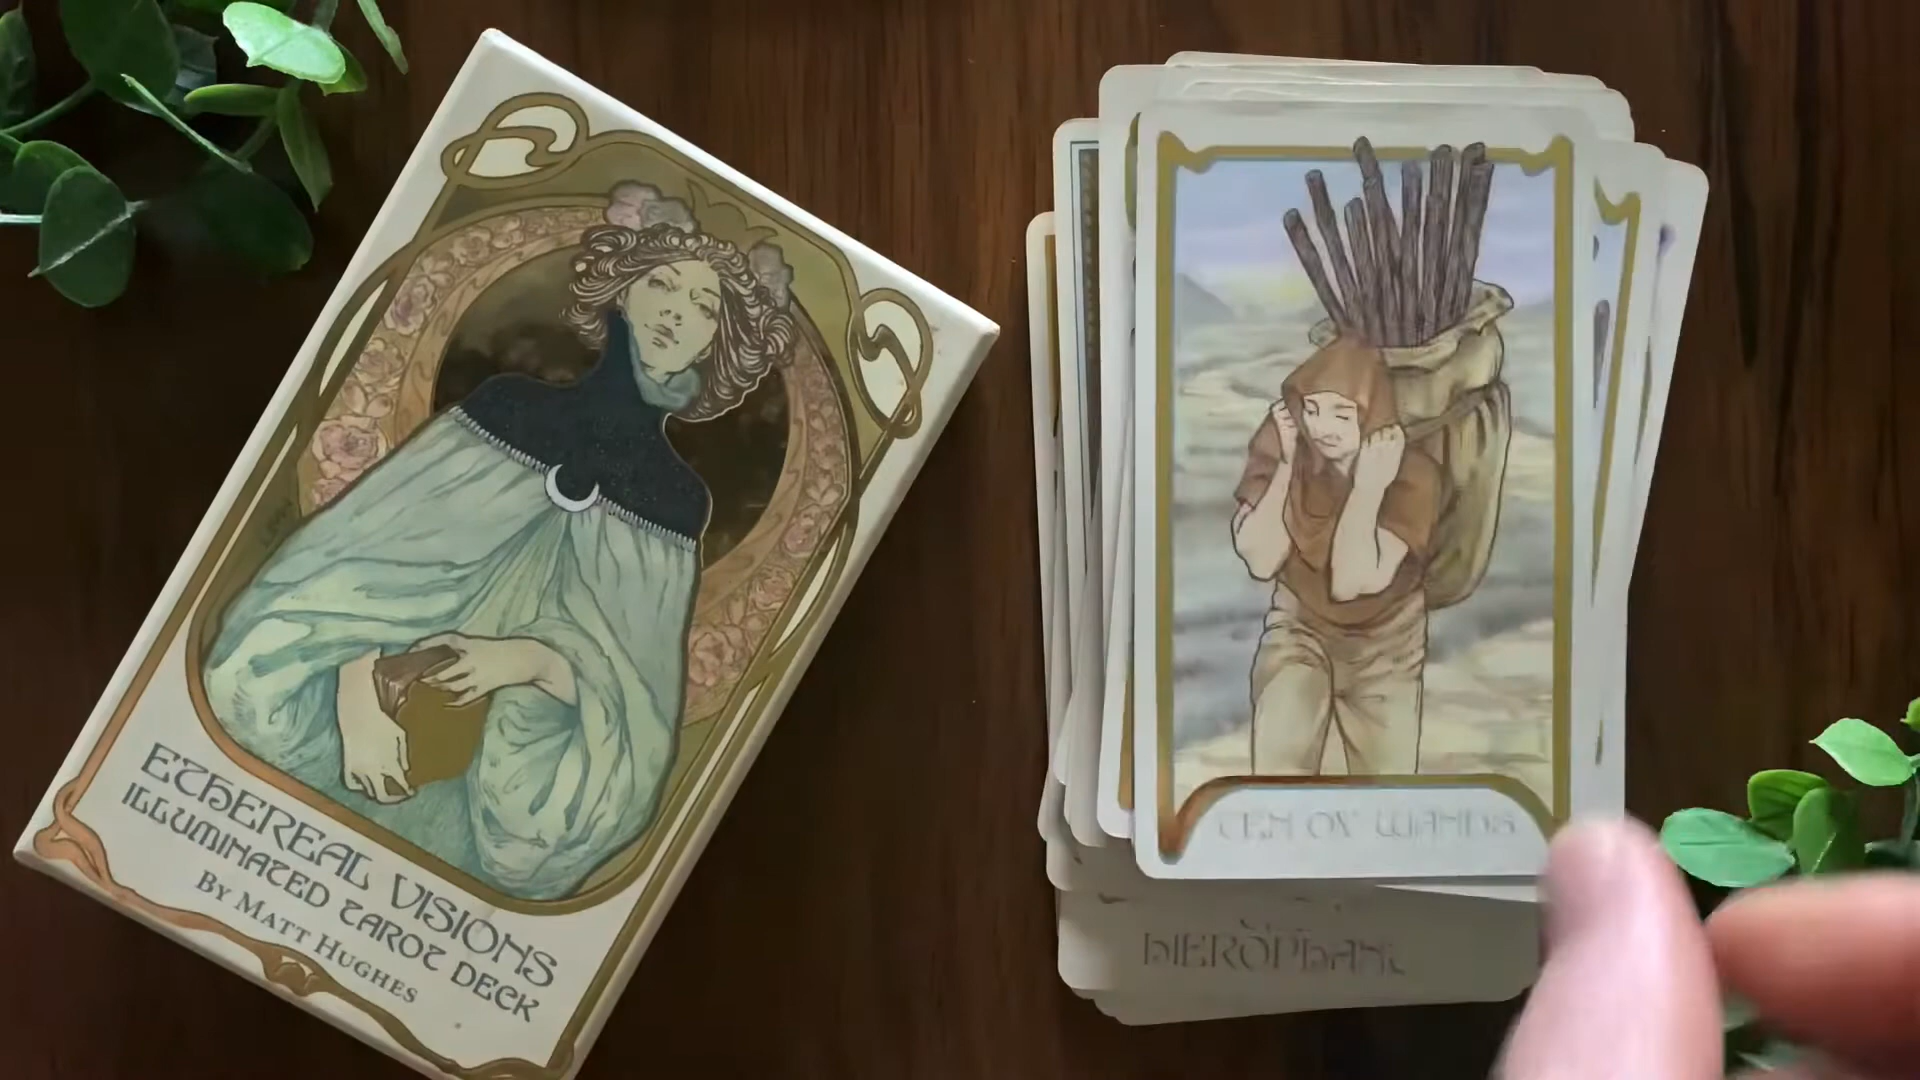 ETHEREAL VISIONS
ILLUMINATED TAROT DECK
BY MATT HUGHES
TEN OF WANDS
HIEROPHANT